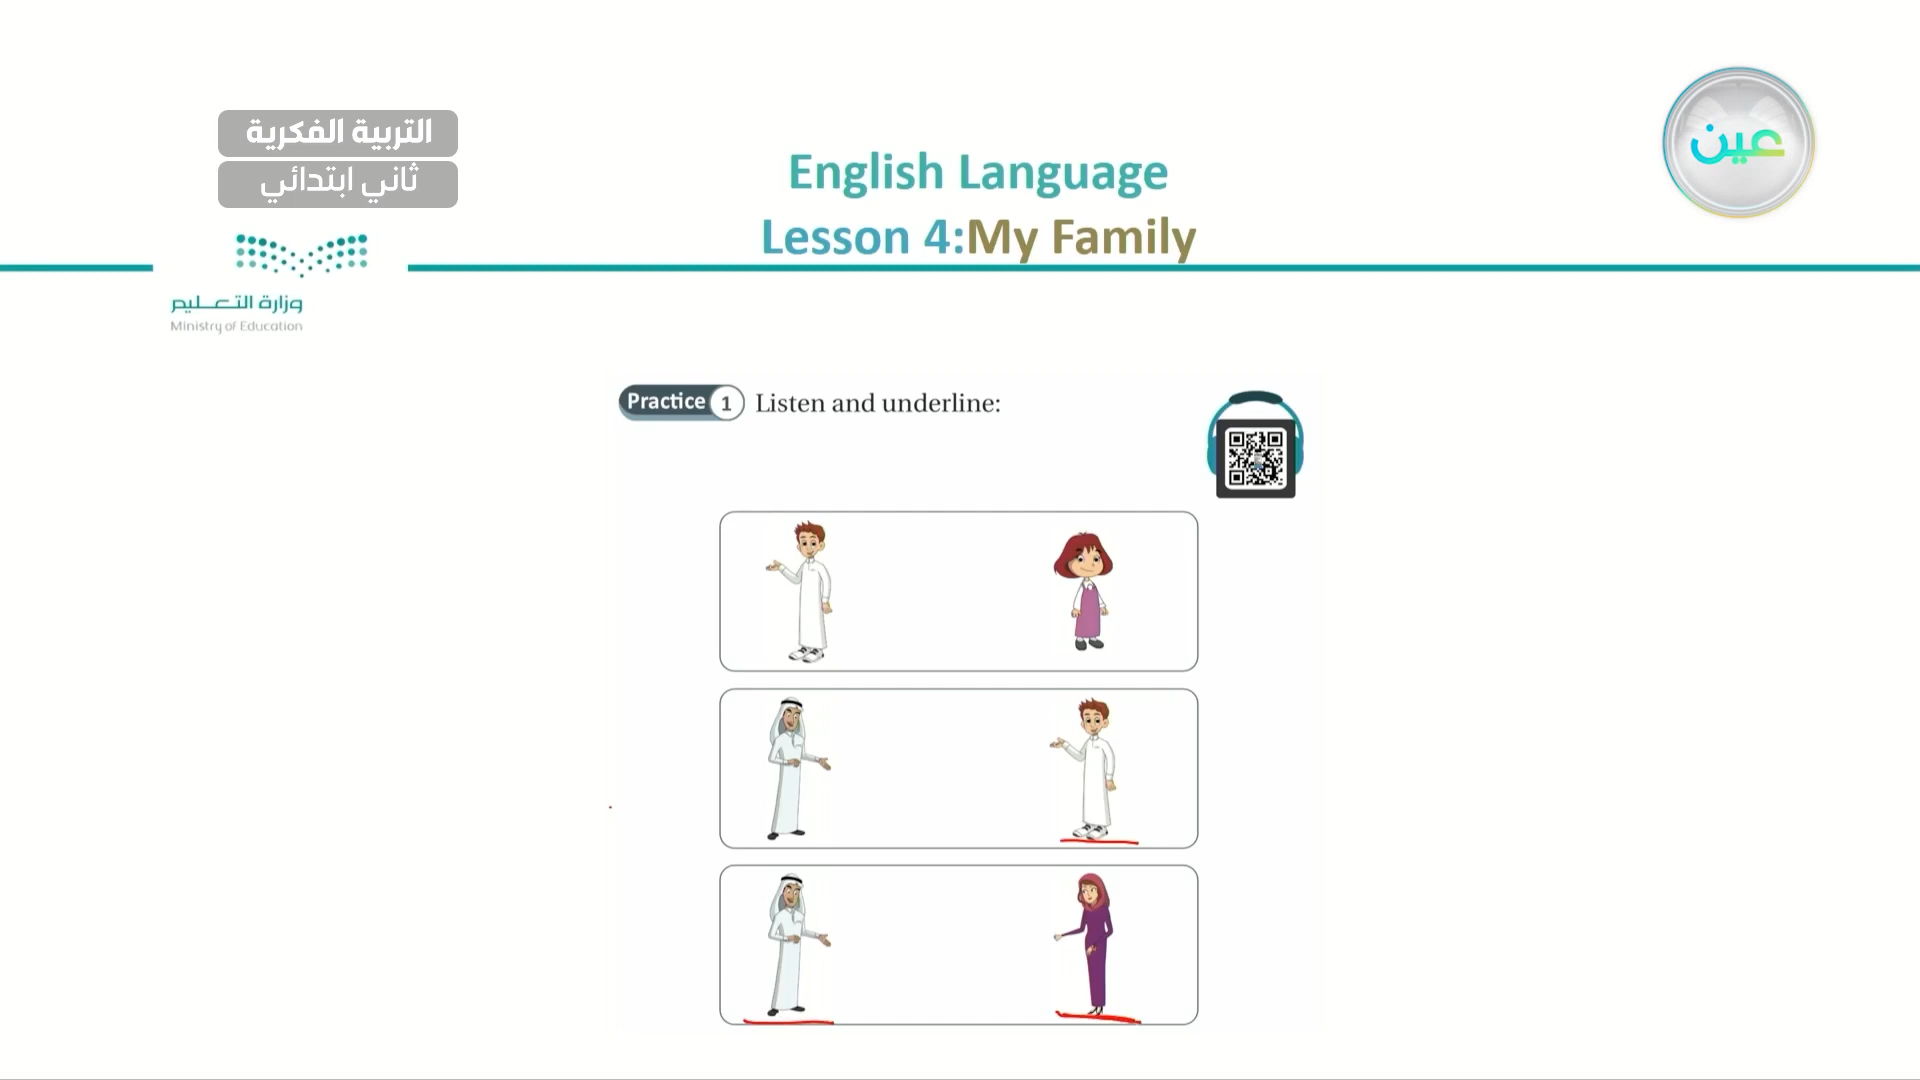 التربية الفكرية
ثاني ابتدائي
عين
English Language
Lesson 4:My Family
وزارة التعليم
Ministry of Education
Practice 1 Listen and underline: